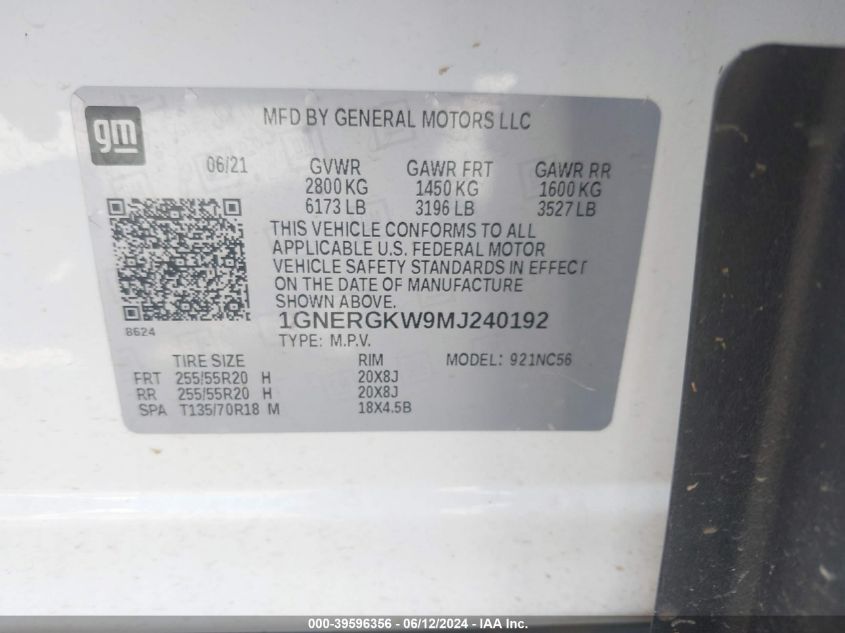 gm
MFD BY GENERAL MOTORS LLC
06/21 GVWR GAWR FRT GAWR RR
2800 KG 1450 KG 1600 KG
6173 LB 3196 LB 3527 LB
THIS VEHICLE CONFORMS TO ALL
APPLICABLE U.S. FEDERAL MOTOR
VEHICLE SAFETY STANDARDS IN EFFECT
ON THE DATE OF MANUFACTURE
SHOWN ABOVE.
8624
1GNERGKW9MJ240192
TYPE: M.P.V.
TIRE SIZE RIM MODEL: 921NC56
FRT 255/55R20 H 20X8J
RR 255/55R20 H 20X8J
SPA T135/70R18 M 18X4.5B
000-39596356 - 06/12/2024 - IAA Inc.